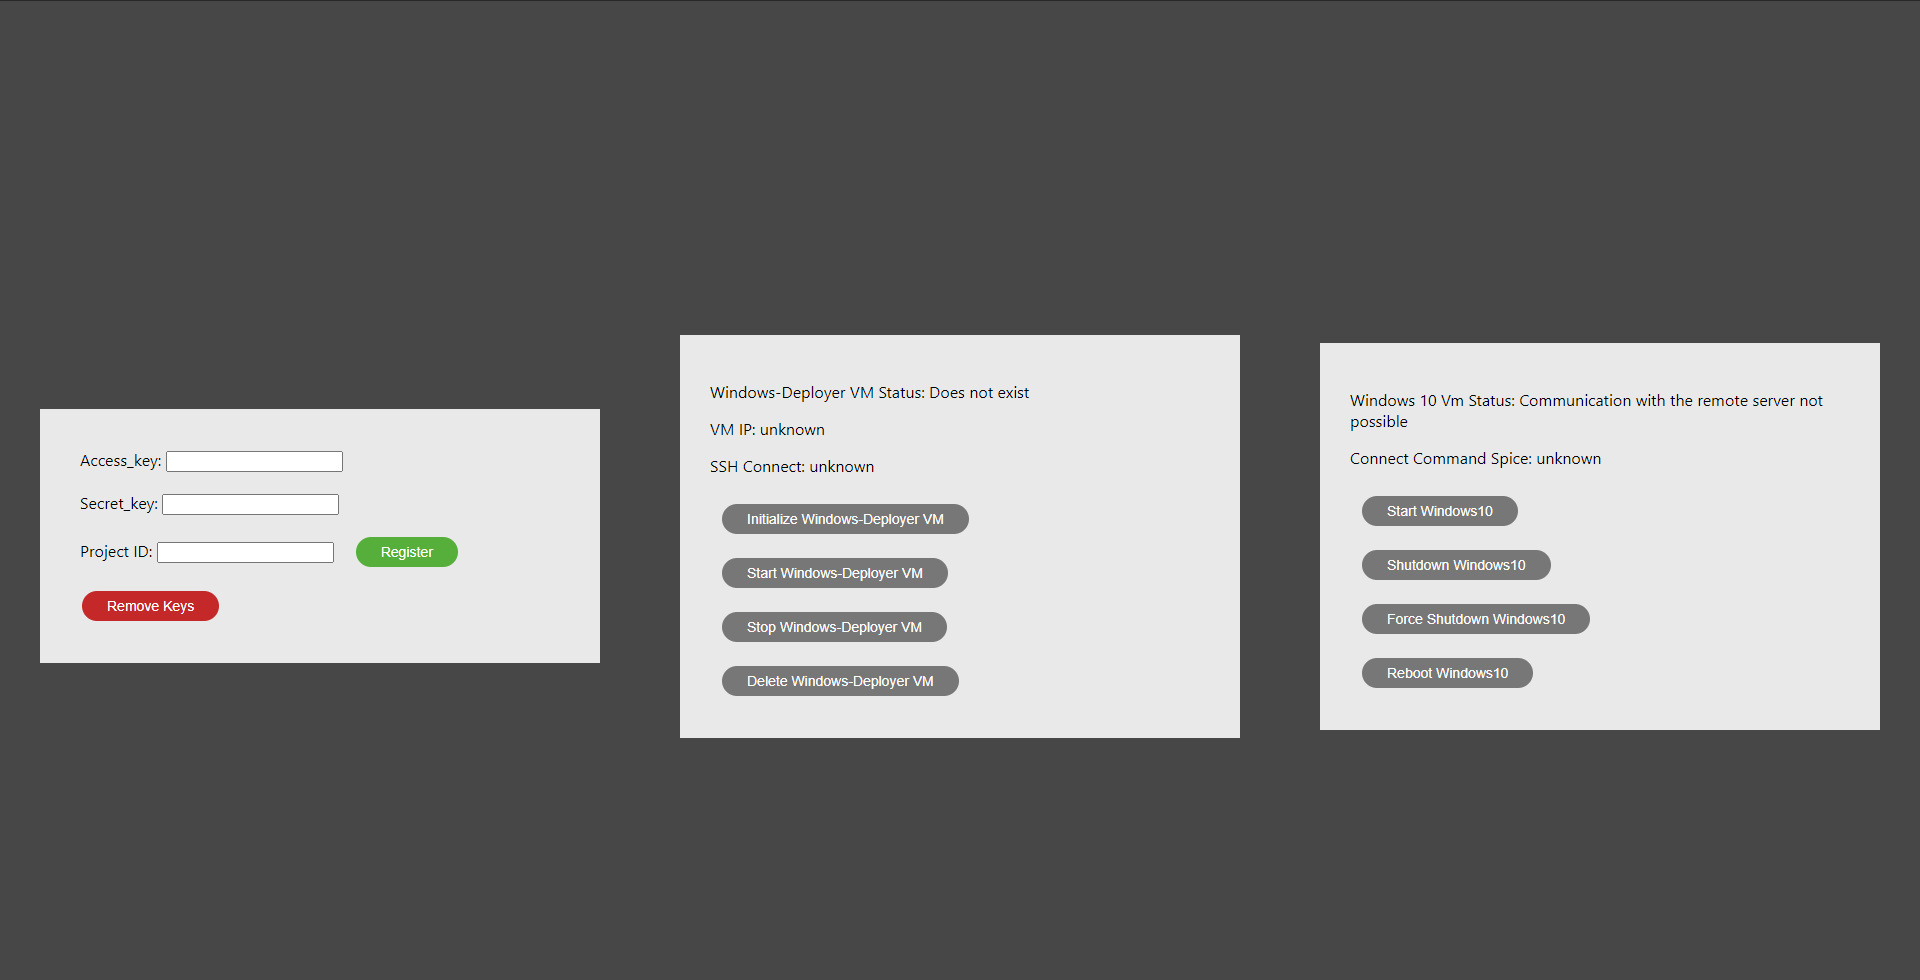 Access_key:
Secret_key:
Project ID:
Register
Remove Keys
Windows-Deployer VM Status: Does not exist
VM IP: unknown
SSH Connect: unknown
Initialize Windows-Deployer VM
Start Windows-Deployer VM
Stop Windows-Deployer VM
Delete Windows-Deployer VM
Windows 10 Vm Status: Communication with the remote server not
possible
Connect Command Spice: unknown
Start Windows10
Shutdown Windows10
Force Shutdown Windows10
Reboot Windows10